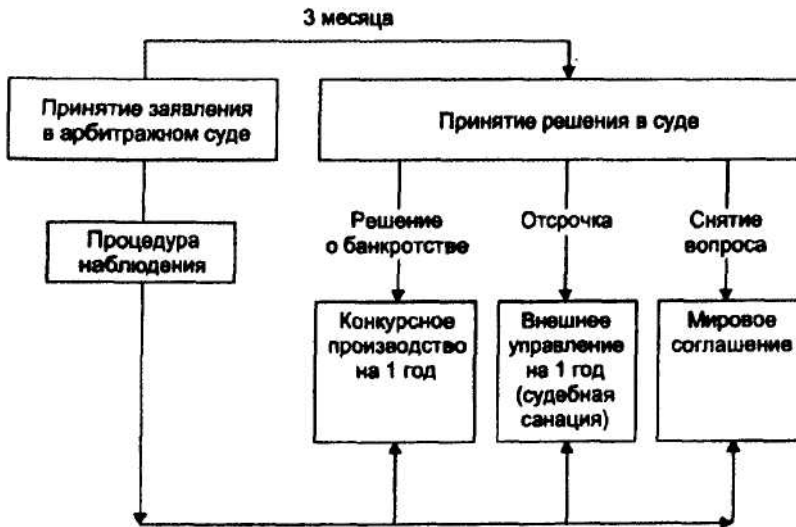 3 месяца
Принятие заявления
в арбитражном суде
Принятие решения в суде
Процедура
наблюдения
Решение
о банкротстве
Отсрочка
Снятие
вопроса
Конкурсное
производство
на 1 год
Внешнее
управление
на 1 год
(судебная
санация)
Мировое
соглашение